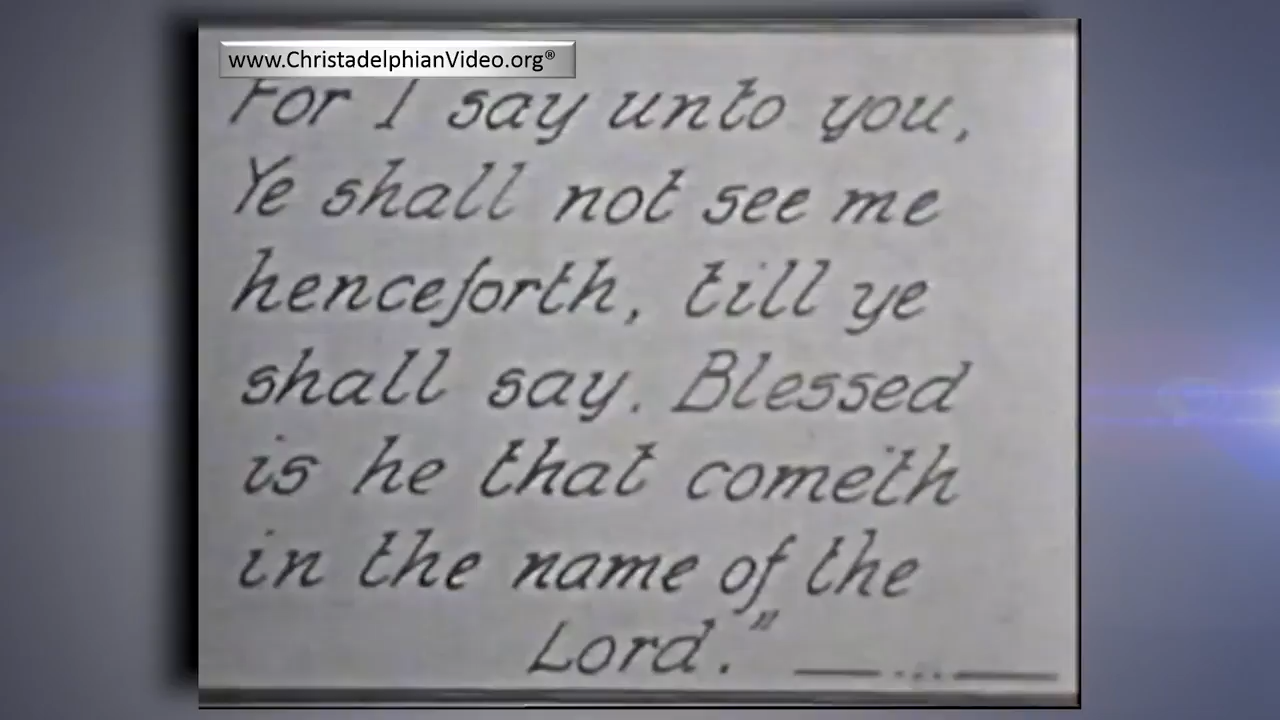 www.ChristadelphianVideo.org®
For I say unto you,
Ye shall not see me
henceforth, till ye
shall say. Blessed
is he that cometh
in the name of the
Lord."